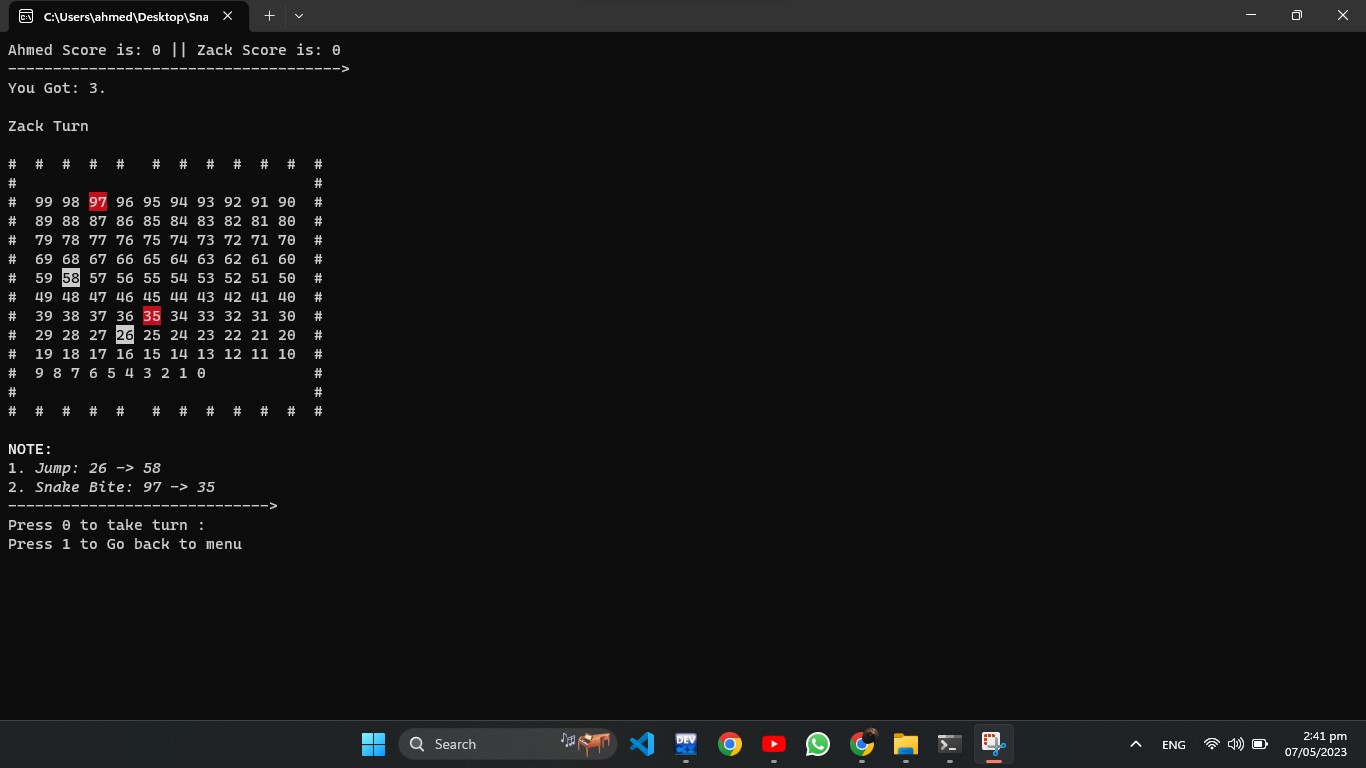 C:\Users\ahmed\Desktop\Sna
Ahmed Score is: 0 || Zack Score is: 0
------------------------------------->
You Got: 3.
Zack Turn
#  #  #  #  #   #  #  #  #  #  #  #
#                                 #
#  99 98 97 96 95 94 93 92 91 90  #
#  89 88 87 86 85 84 83 82 81 80  #
#  79 78 77 76 75 74 73 72 71 70  #
#  69 68 67 66 65 64 63 62 61 60  #
#  59 58 57 56 55 54 53 52 51 50  #
#  49 48 47 46 45 44 43 42 41 40  #
#  39 38 37 36 35 34 33 32 31 30  #
#  29 28 27 26 25 24 23 22 21 20  #
#  19 18 17 16 15 14 13 12 11 10  #
#  9 8 7 6 5 4 3 2 1 0            #
#                                 #
#  #  #  #  #   #  #  #  #  #  #  #
NOTE:
1. Jump: 26 -> 58
2. Snake Bite: 97 -> 35
----------------------------->
Press 0 to take turn :
Press 1 to Go back to menu
Search
DEV
ENG
2:41 pm
07/05/2023